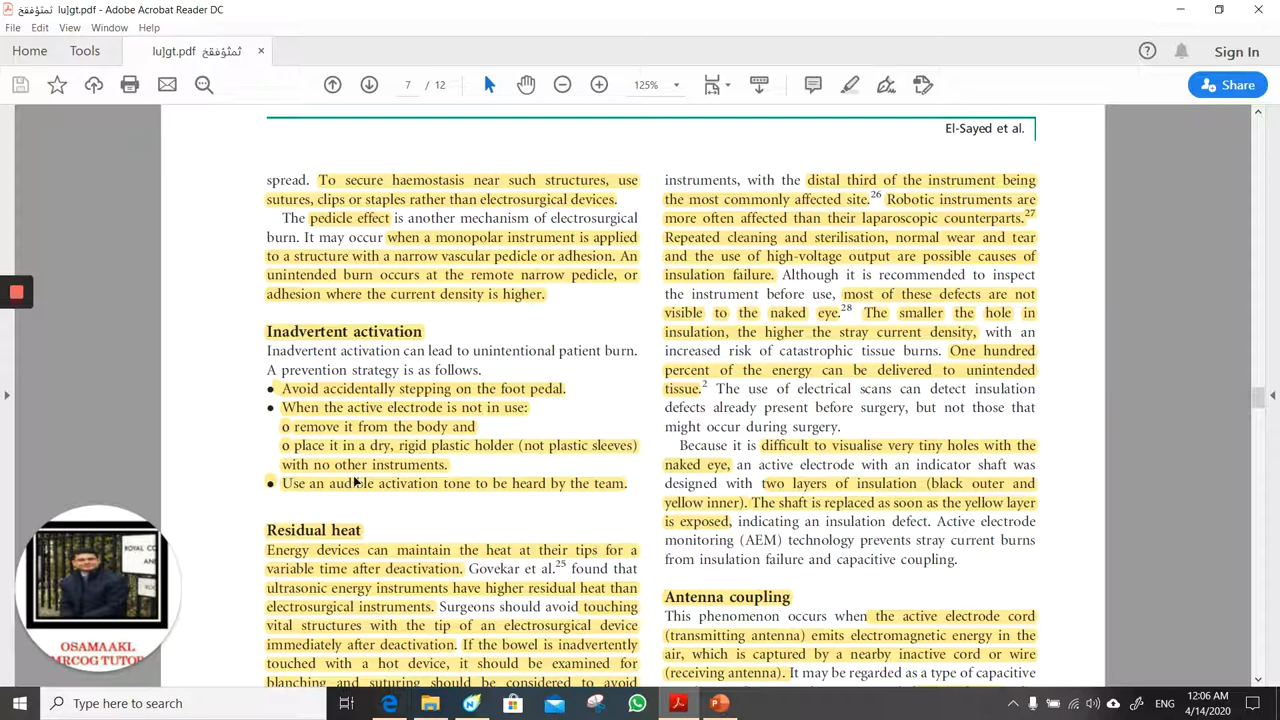 ثمثؤفقخ lu]gt.pdf - Adobe Acrobat Reader DC
File Edit View Window Help
Home Tools lu]gt.pdf ثمثؤفقخ × Sign In
7 / 12 125% Share
El-Sayed et al.
spread. To secure haemostasis near such structures, use
sutures, clips or staples rather than electrosurgical devices.
The pedicle effect is another mechanism of electrosurgical
burn. It may occur when a monopolar instrument is applied
to a structure with a narrow vascular pedicle or adhesion. An
unintended burn occurs at the remote narrow pedicle, or
adhesion where the current density is higher.
Inadvertent activation
Inadvertent activation can lead to unintentional patient burn.
A prevention strategy is as follows.
● Avoid accidentally stepping on the foot pedal.
● When the active electrode is not in use:
o remove it from the body and
o place it in a dry, rigid plastic holder (not plastic sleeves)
with no other instruments.
● Use an audible activation tone to be heard by the team.
Residual heat
Energy devices can maintain the heat at their tips for a
variable time after deactivation. Govekar et al.25 found that
ultrasonic energy instruments have higher residual heat than
electrosurgical instruments. Surgeons should avoid touching
vital structures with the tip of an electrosurgical device
immediately after deactivation. If the bowel is inadvertently
touched with a hot device, it should be examined for
blanching and suturing should be considered to avoid
instruments, with the distal third of the instrument being
the most commonly affected site.26 Robotic instruments are
more often affected than their laparoscopic counterparts.27
Repeated cleaning and sterilisation, normal wear and tear
and the use of high-voltage output are possible causes of
insulation failure. Although it is recommended to inspect
the instrument before use, most of these defects are not
visible to the naked eye.28 The smaller the hole in
insulation, the higher the stray current density, with an
increased risk of catastrophic tissue burns. One hundred
percent of the energy can be delivered to unintended
tissue.2 The use of electrical scans can detect insulation
defects already present before surgery, but not those that
might occur during surgery.
Because it is difficult to visualise very tiny holes with the
naked eye, an active electrode with an indicator shaft was
designed with two layers of insulation (black outer and
yellow inner). The shaft is replaced as soon as the yellow layer
is exposed, indicating an insulation defect. Active electrode
monitoring (AEM) technology prevents stray current burns
from insulation failure and capacitive coupling.
Antenna coupling
This phenomenon occurs when the active electrode cord
(transmitting antenna) emits electromagnetic energy in the
air, which is captured by a nearby inactive cord or wire
(receiving antenna). It may be regarded as a type of capacitive
ROYAL CO
OSAMA AKL
MRCOG TUTOR
Type here to search
ENG
12:06 AM
4/14/2020